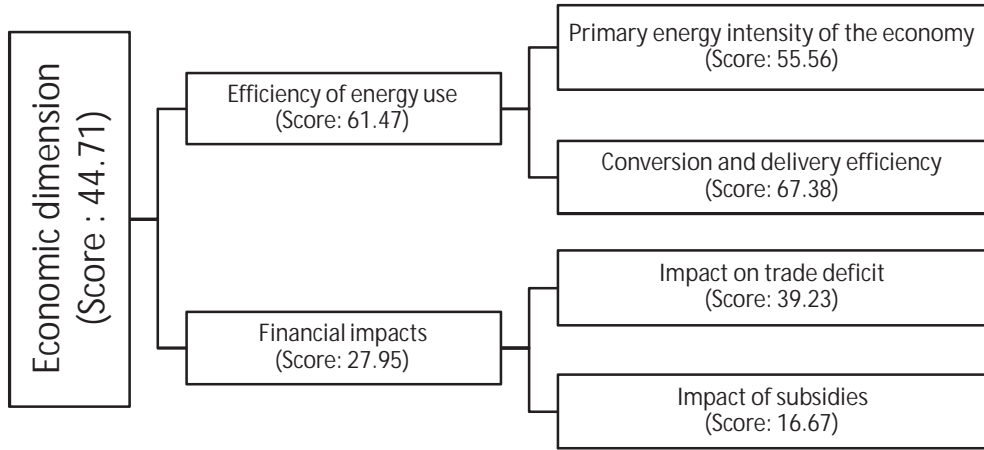 Economic dimension
(Score : 44.71)
Efficiency of energy use
(Score: 61.47)
Financial impacts
(Score: 27.95)
Primary energy intensity of the economy
(Score: 55.56)
Conversion and delivery efficiency
(Score: 67.38)
Impact on trade deficit
(Score: 39.23)
Impact of subsidies
(Score: 16.67)